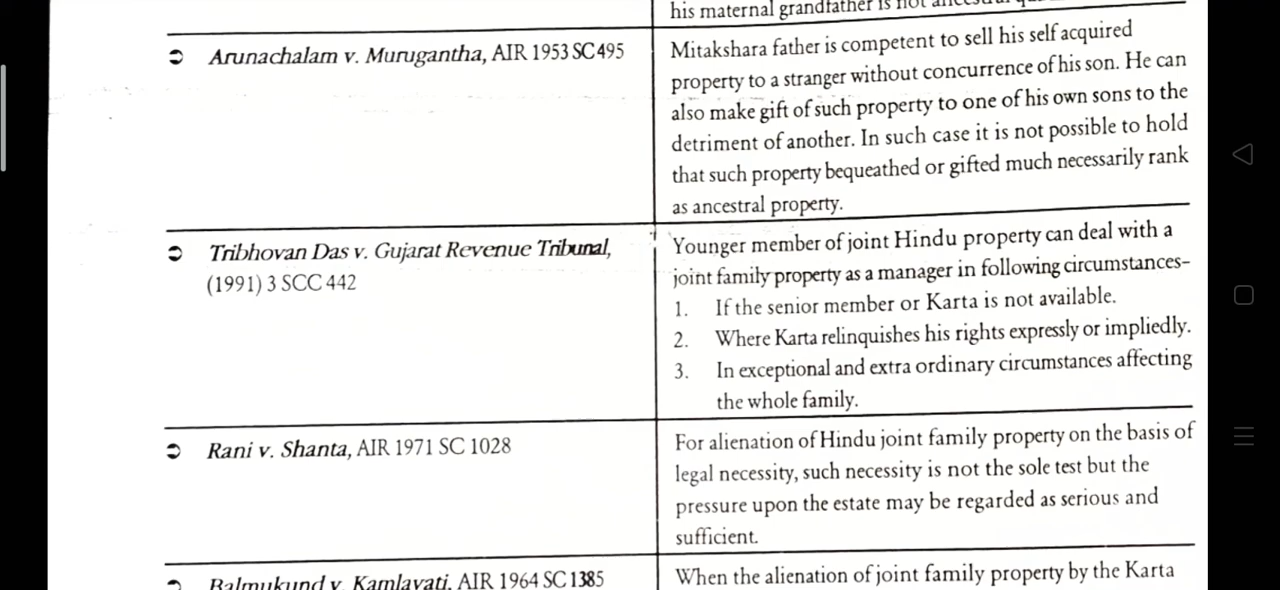 his maternal grandfather is not
Arunachalam v. Murugantha, AIR 1953 SC 495
Mitakshara father is competent to sell his self acquired
property to a stranger without concurrence of his son. He can
also make gift of such property to one of his own sons to the
detriment of another. In such case it is not possible to hold
that such property bequeathed or gifted much necessarily rank
as ancestral property.
Tribhovan Das v. Gujarat Revenue Tribunal,
(1991) 3 SCC 442
Younger member of joint Hindu property can deal with a
joint family property as a manager in following circumstances–
1. If the senior member or Karta is not available.
2. Where Karta relinquishes his rights expressly or impliedly.
3. In exceptional and extra ordinary circumstances affecting
the whole family.
Rani v. Shanta, AIR 1971 SC 1028
For alienation of Hindu joint family property on the basis of
legal necessity, such necessity is not the sole test but the
pressure upon the estate may be regarded as serious and
sufficient.
Balmukund v. Kamlavati, AIR 1964 SC 1385
When the alienation of joint family property by the Karta